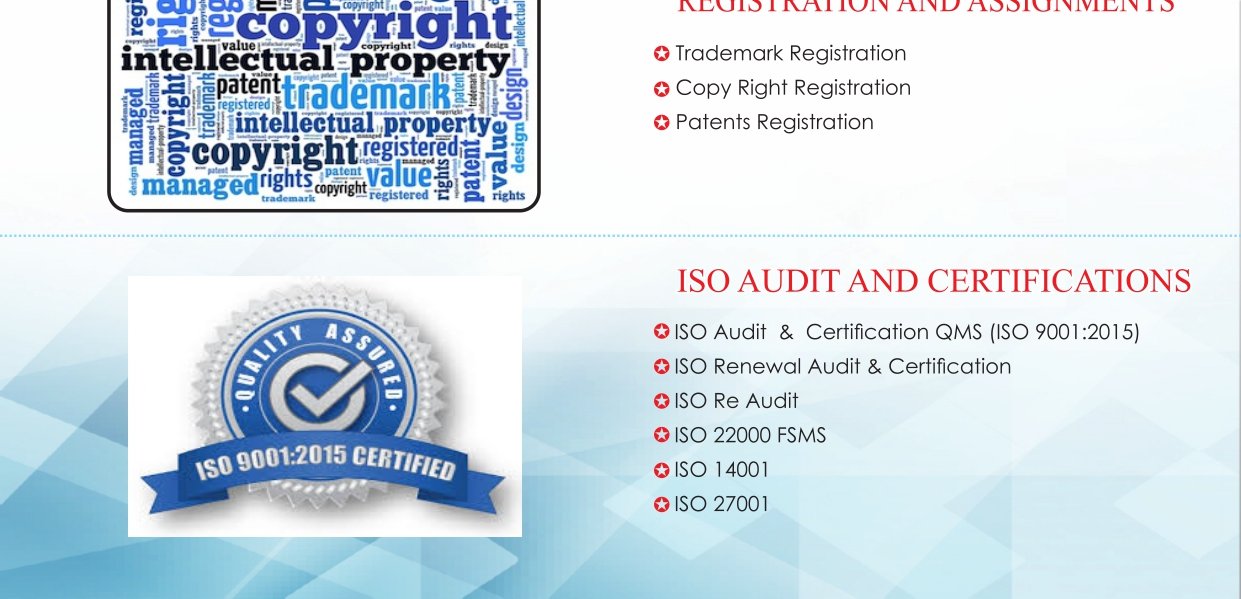 REGISTRATION AND ASSIGNMENTS
Trademark Registration
Copy Right Registration
Patents Registration
copyright
value
copyright
rights
design
intellectual property
patent
trademark
registered
intellectual property
copyright
registered
managed
rights
patent
value
copyright
registered
trademark
rights
managed
trademark
copyright
trademark
rights
patent
value
design
design
ISO AUDIT AND CERTIFICATIONS
ISO Audit & Certification QMS (ISO 9001:2015)
ISO Renewal Audit & Certification
ISO Re Audit
ISO 22000 FSMS
ISO 14001
ISO 27001
QUALITY ASSURED
ISO 9001:2015 CERTIFIED